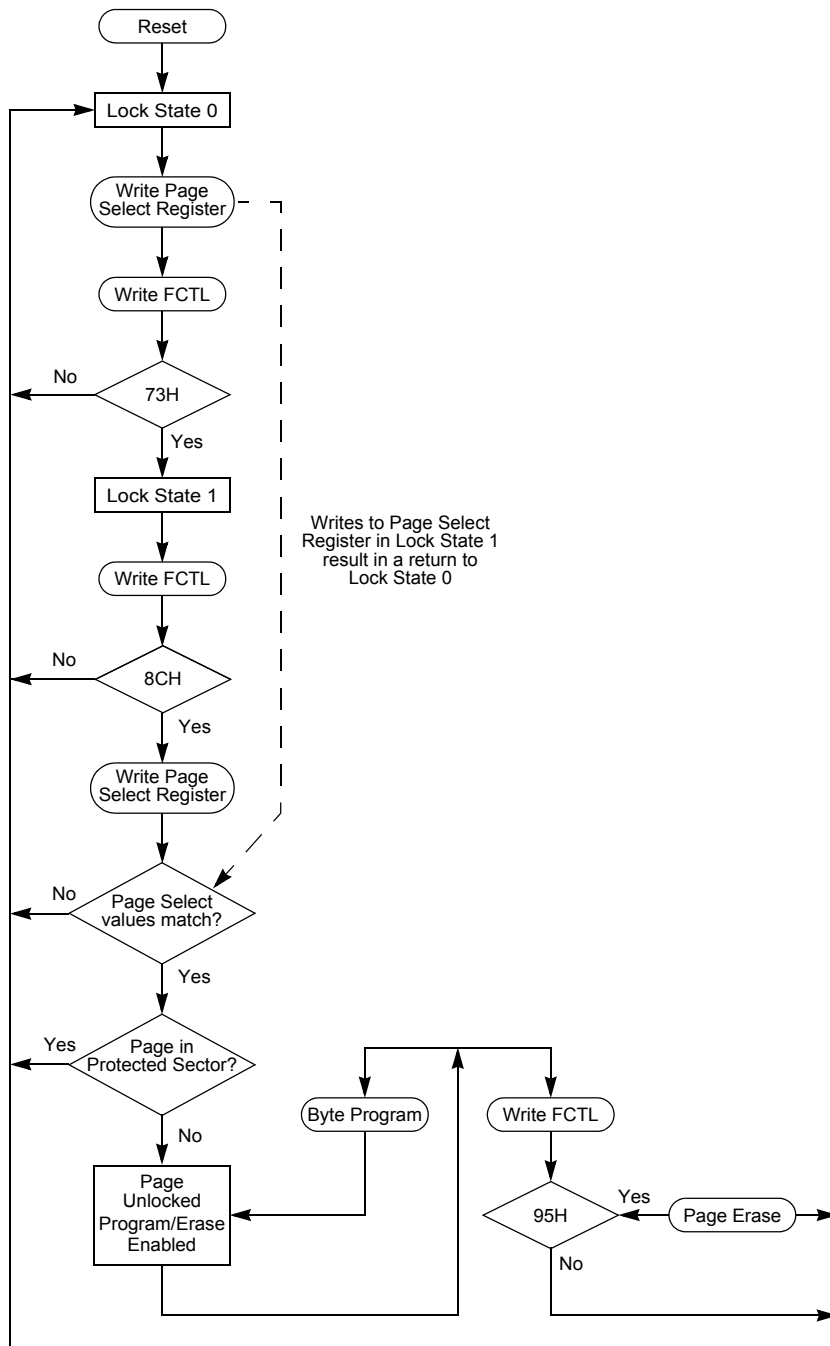 Reset
Lock State 0
Write Page
Select Register
Write FCTL
No
73H
Yes
Lock State 1
Writes to Page Select
Register in Lock State 1
result in a return to
Lock State 0
Write FCTL
No
8CH
Yes
Write Page
Select Register
No
Page Select
values match?
Yes
Yes
Page in
Protected Sector?
No
Byte Program
Write FCTL
Page
Unlocked
Program/Erase
Enabled
95H
Yes
Page Erase
No